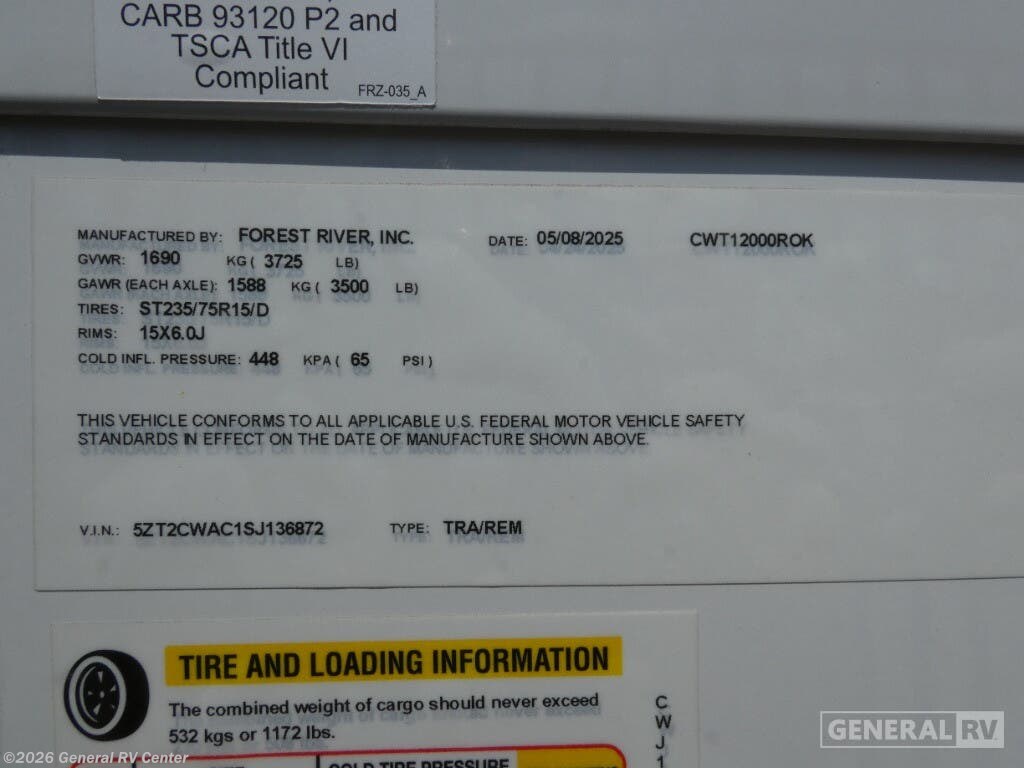 CARB 93120 P2 and
TSCA Title VI
Compliant
FRZ-035_A
MANUFACTURED BY: FOREST RIVER, INC. DATE: 05/08/2025 CWT12000ROK
GVWR: 1690 KG ( 3725 LB)
GAWR (EACH AXLE): 1588 KG ( 3500 LB)
TIRES: ST235/75R15/D
RIMS: 15X6.0J
COLD INFL. PRESSURE: 448 KPA ( 65 PSI )
THIS VEHICLE CONFORMS TO ALL APPLICABLE U.S. FEDERAL MOTOR VEHICLE SAFETY
STANDARDS IN EFFECT ON THE DATE OF MANUFACTURE SHOWN ABOVE.
V.I.N.: 5ZT2CWAC1SJ136872 TYPE: TRA/REM
TIRE AND LOADING INFORMATION
The combined weight of cargo should never exceed
532 kgs or 1172 lbs.
CWJ1
COLD TIRE PRESSURE
GENERAL RV
©2026 General RV Center